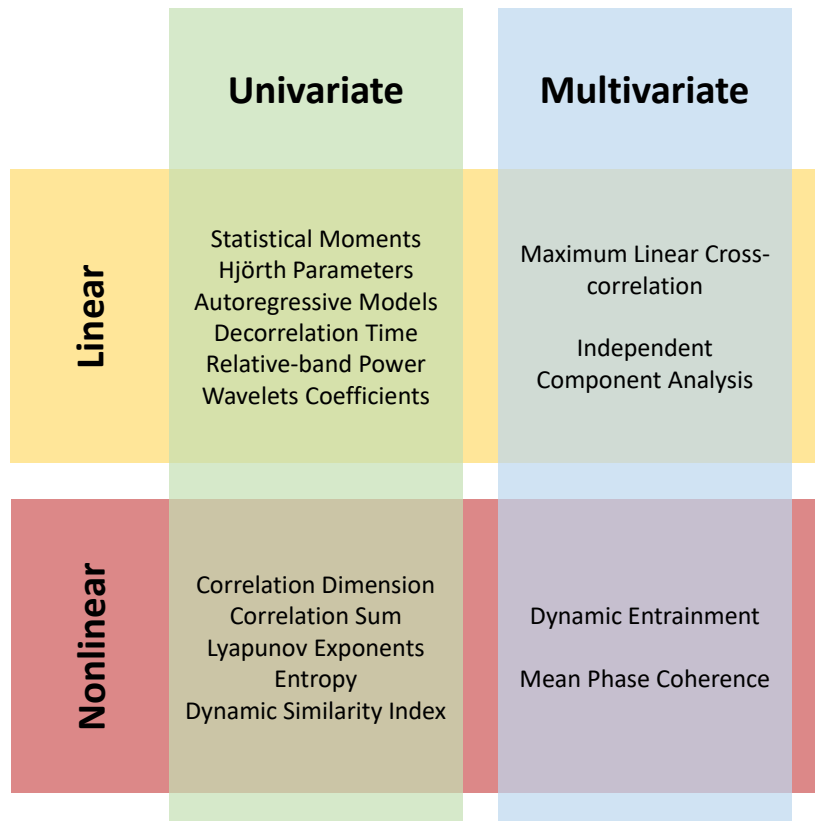 Univariate
Multivariate
Linear
Statistical Moments
Hjörth Parameters
Autoregressive Models
Decorrelation Time
Relative-band Power
Wavelets Coefficients
Maximum Linear Cross-
correlation
Independent
Component Analysis
Nonlinear
Correlation Dimension
Correlation Sum
Lyapunov Exponents
Entropy
Dynamic Similarity Index
Dynamic Entrainment
Mean Phase Coherence